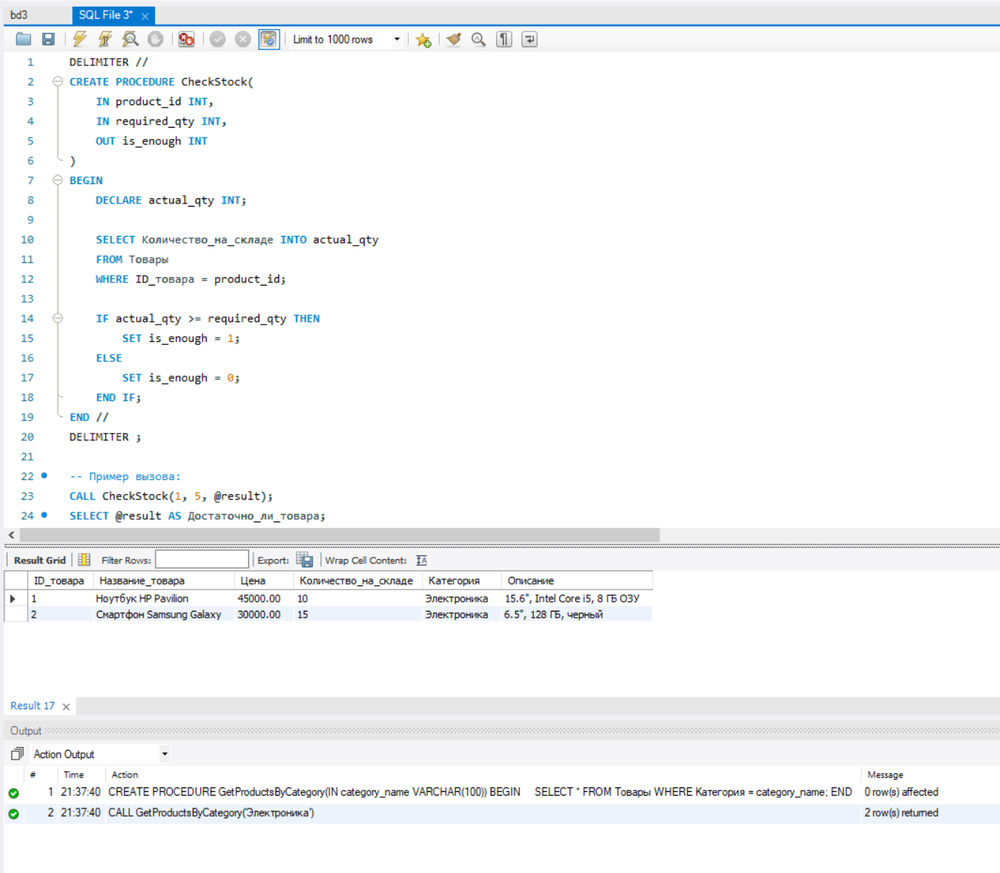 bd3
SQL File 3*
Limit to 1000 rows
1 DELIMITER //
2 CREATE PROCEDURE CheckStock(
3 IN product_id INT,
4 IN required_qty INT,
5 OUT is_enough INT
6 )
7 BEGIN
8 DECLARE actual_qty INT;
9
10 SELECT Количество_на_складе INTO actual_qty
11 FROM Товары
12 WHERE ID_товара = product_id;
13
14 IF actual_qty >= required_qty THEN
15 SET is_enough = 1;
16 ELSE
17 SET is_enough = 0;
18 END IF;
19 END //
20 DELIMITER ;
21
22 -- Пример вызова:
23 CALL CheckStock(1, 5, @result);
24 SELECT @result AS Достаточно_ли_товара;
Result Grid Filter Rows: Export: Wrap Cell Content:
ID_товара Название_товара Цена Количество_на_складе Категория Описание
1 Ноутбук HP Pavilion 45000.00 10 Электроника 15.6", Intel Core i5, 8 ГБ ОЗУ
2 Смартфон Samsung Galaxy 30000.00 15 Электроника 6.5", 128 ГБ, черный
Result 17
Output
Action Output
# Time Action Message
1 21:37:40 CREATE PROCEDURE GetProductsByCategory(IN category_name VARCHAR(100)) BEGIN SELECT * FROM Товары WHERE Категория = category_name; END 0 row(s) affected
2 21:37:40 CALL GetProductsByCategory('Электроника') 2 row(s) returned